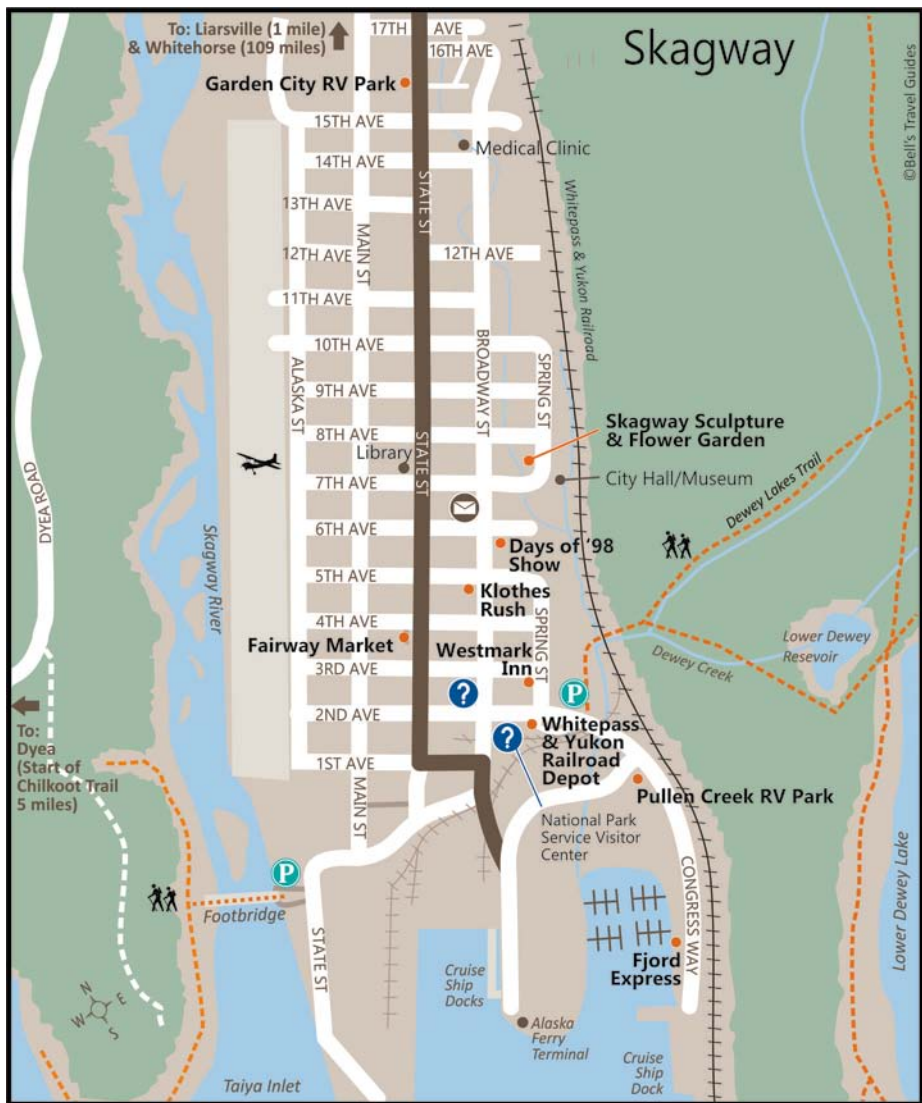 To: Liarsville (1 mile)
& Whitehorse (109 miles)
17TH AVE
16TH AVE
Skagway
©Bell's Travel Guides
Garden City RV Park
15TH AVE
Medical Clinic
14TH AVE
STATE ST
13TH AVE
MAIN ST
Whitepass & Yukon Railroad
12TH AVE
12TH AVE
11TH AVE
10TH AVE
ALASKA ST
BROADWAY ST
SPRING ST
9TH AVE
8TH AVE
Skagway Sculpture
& Flower Garden
Library
STATE ST
7TH AVE
City Hall/Museum
Dewey Lakes Trail
DYEA ROAD
Skagway River
6TH AVE
Days of '98
Show
5TH AVE
Klothes
Rush
4TH AVE
SPRING ST
Fairway Market
Westmark
Inn
3RD AVE
Lower Dewey
Resevoir
Dewey Creek
?
P
2ND AVE
To:
Dyea
(Start of
Chilkoot Trail
5 miles)
?
Whitepass
& Yukon
Railroad
Depot
1ST AVE
MAIN ST
Pullen Creek RV Park
National Park
Service Visitor
Center
P
CONGRESS WAY
Lower Dewey Lake
Footbridge
STATE ST
Fjord
Express
Cruise
Ship
Docks
N
E
W
S
Alaska
Ferry
Terminal
Cruise
Ship
Dock
Taiya Inlet